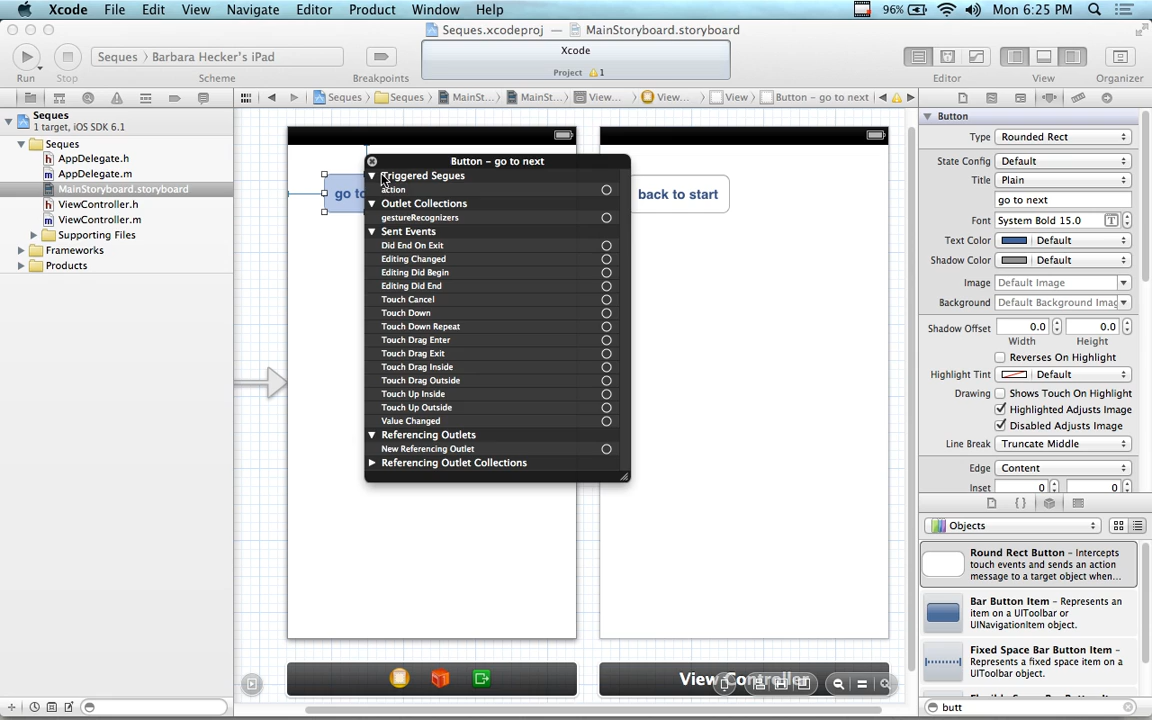 Xcode File Edit View Navigate Editor Product Window Help 96% Mon 6:25 PM
Seques.xcodeproj — MainStoryboard.storyboard
Run Stop
Seques 〉 Barbara Hecker's iPad
Scheme
Breakpoints
Xcode
Project 1
Editor View Organizer
Seques 〉 Seques 〉 MainSt... 〉 MainSt... 〉 View... 〉 View... 〉 View 〉 Button – go to next
Seques
1 target, iOS SDK 6.1
Seques
AppDelegate.h
AppDelegate.m
MainStoryboard.storyboard
ViewController.h
ViewController.m
Supporting Files
Frameworks
Products
go to
Button – go to next
Triggered Segues
action
Outlet Collections
gestureRecognizers
Sent Events
Did End On Exit
Editing Changed
Editing Did Begin
Editing Did End
Touch Cancel
Touch Down
Touch Down Repeat
Touch Drag Enter
Touch Drag Exit
Touch Drag Inside
Touch Drag Outside
Touch Up Inside
Touch Up Outside
Value Changed
Referencing Outlets
New Referencing Outlet
Referencing Outlet Collections
back to start
View Controller
Button
Type Rounded Rect
State Config Default
Title Plain
go to next
Font System Bold 15.0
Text Color Default
Shadow Color Default
Image Default Image
Background Default Background Imag
Shadow Offset 0.0 0.0
Width Height
Reverses On Highlight
Highlight Tint Default
Drawing Shows Touch On Highlight
Highlighted Adjusts Image
Disabled Adjusts Image
Line Break Truncate Middle
Edge Content
Inset 0 0
Objects
Round Rect Button – Intercepts
touch events and sends an action
message to a target object when...
Bar Button Item – Represents an
item on a UIToolbar or
UINavigationItem object.
Fixed Space Bar Button Item –
Represents a fixed space item on a
UIToolbar object.
butt